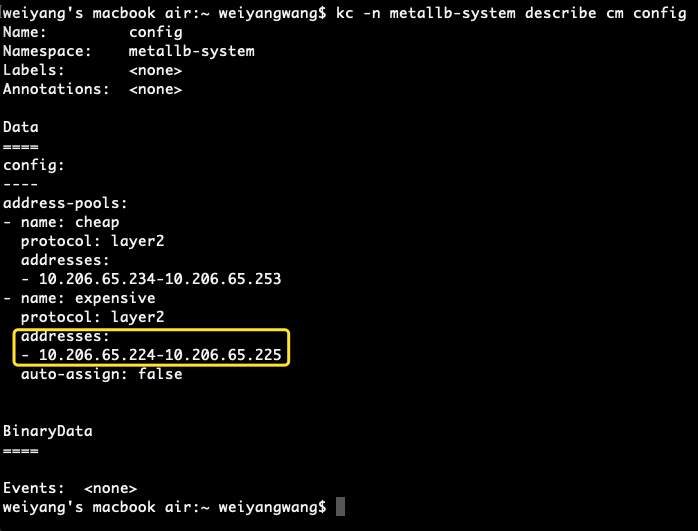 weiyang's macbook air:~ weiyangwang$ kc -n metallb-system describe cm config
Name:         config
Namespace:    metallb-system
Labels:       <none>
Annotations:  <none>

Data
====
config:
----
address-pools:
- name: cheap
  protocol: layer2
  addresses:
  - 10.206.65.234-10.206.65.253
- name: expensive
  protocol: layer2
  addresses:
  - 10.206.65.224-10.206.65.225
  auto-assign: false


BinaryData
====

Events:  <none>
weiyang's macbook air:~ weiyangwang$